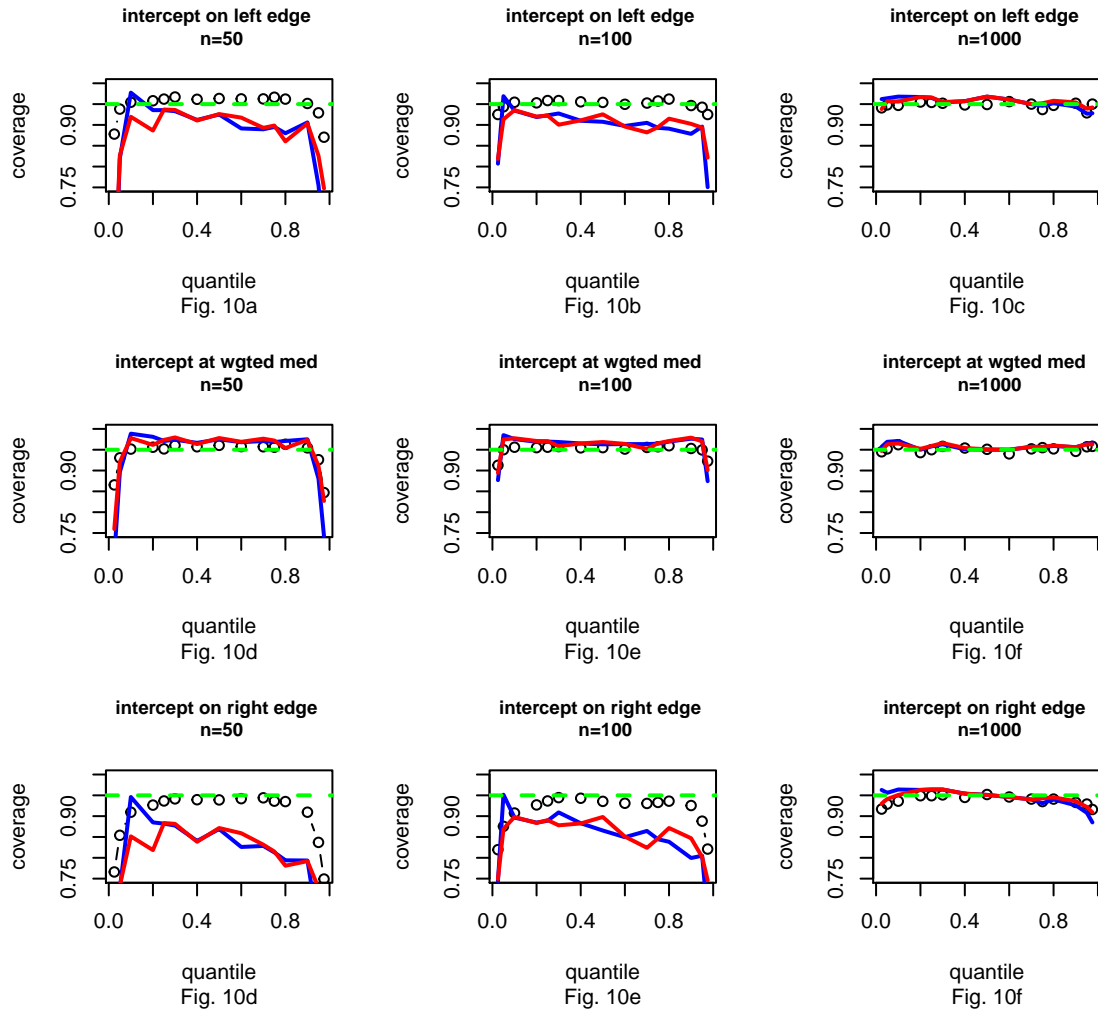 intercept on left edge
n=50
coverage
0.75 0.90
0.0 0.4 0.8
quantile
Fig. 10a
intercept on left edge
n=100
coverage
0.75 0.90
0.0 0.4 0.8
quantile
Fig. 10b
intercept on left edge
n=1000
coverage
0.75 0.90
0.0 0.4 0.8
quantile
Fig. 10c
intercept at wgted med
n=50
coverage
0.75 0.90
0.0 0.4 0.8
quantile
Fig. 10d
intercept at wgted med
n=100
coverage
0.75 0.90
0.0 0.4 0.8
quantile
Fig. 10e
intercept at wgted med
n=1000
coverage
0.75 0.90
0.0 0.4 0.8
quantile
Fig. 10f
intercept on right edge
n=50
coverage
0.75 0.90
0.0 0.4 0.8
quantile
Fig. 10d
intercept on right edge
n=100
coverage
0.75 0.90
0.0 0.4 0.8
quantile
Fig. 10e
intercept on right edge
n=1000
coverage
0.75 0.90
0.0 0.4 0.8
quantile
Fig. 10f